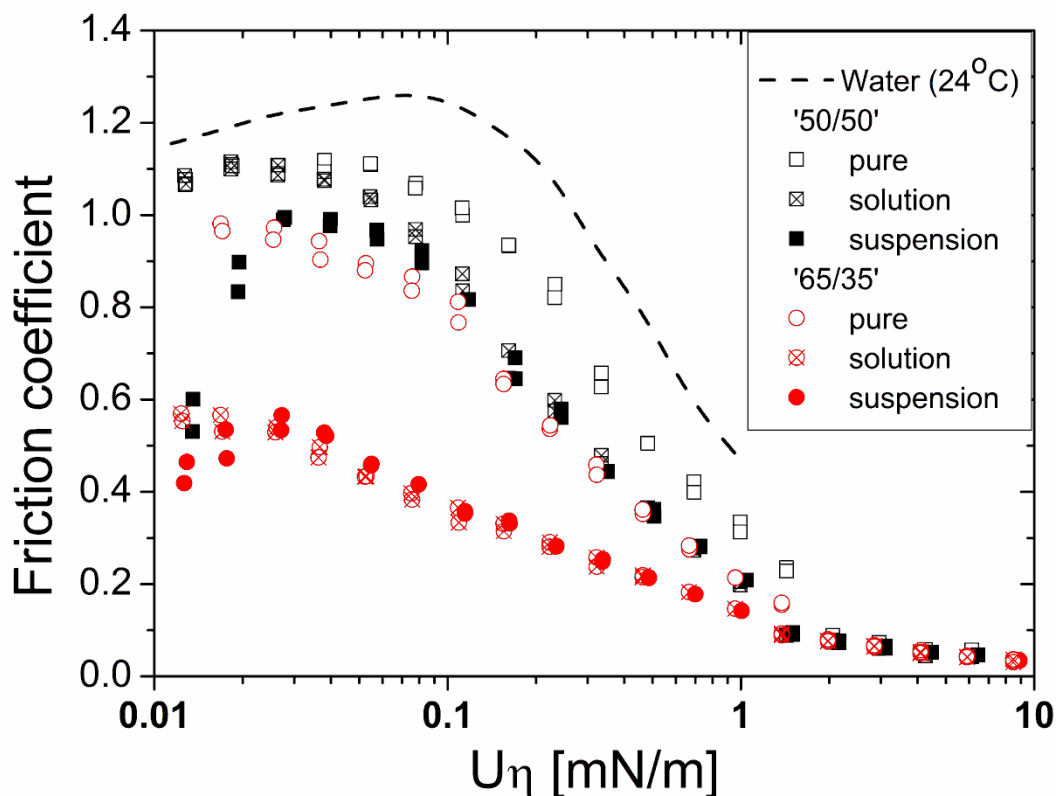 1.4
1.2
1.0
0.8
0.6
0.4
0.2
0.0
Friction coefficient
0.01
0.1
1
10
Uη [mN/m]
Water (24°C)
'50/50'
pure
solution
suspension
'65/35'
pure
solution
suspension